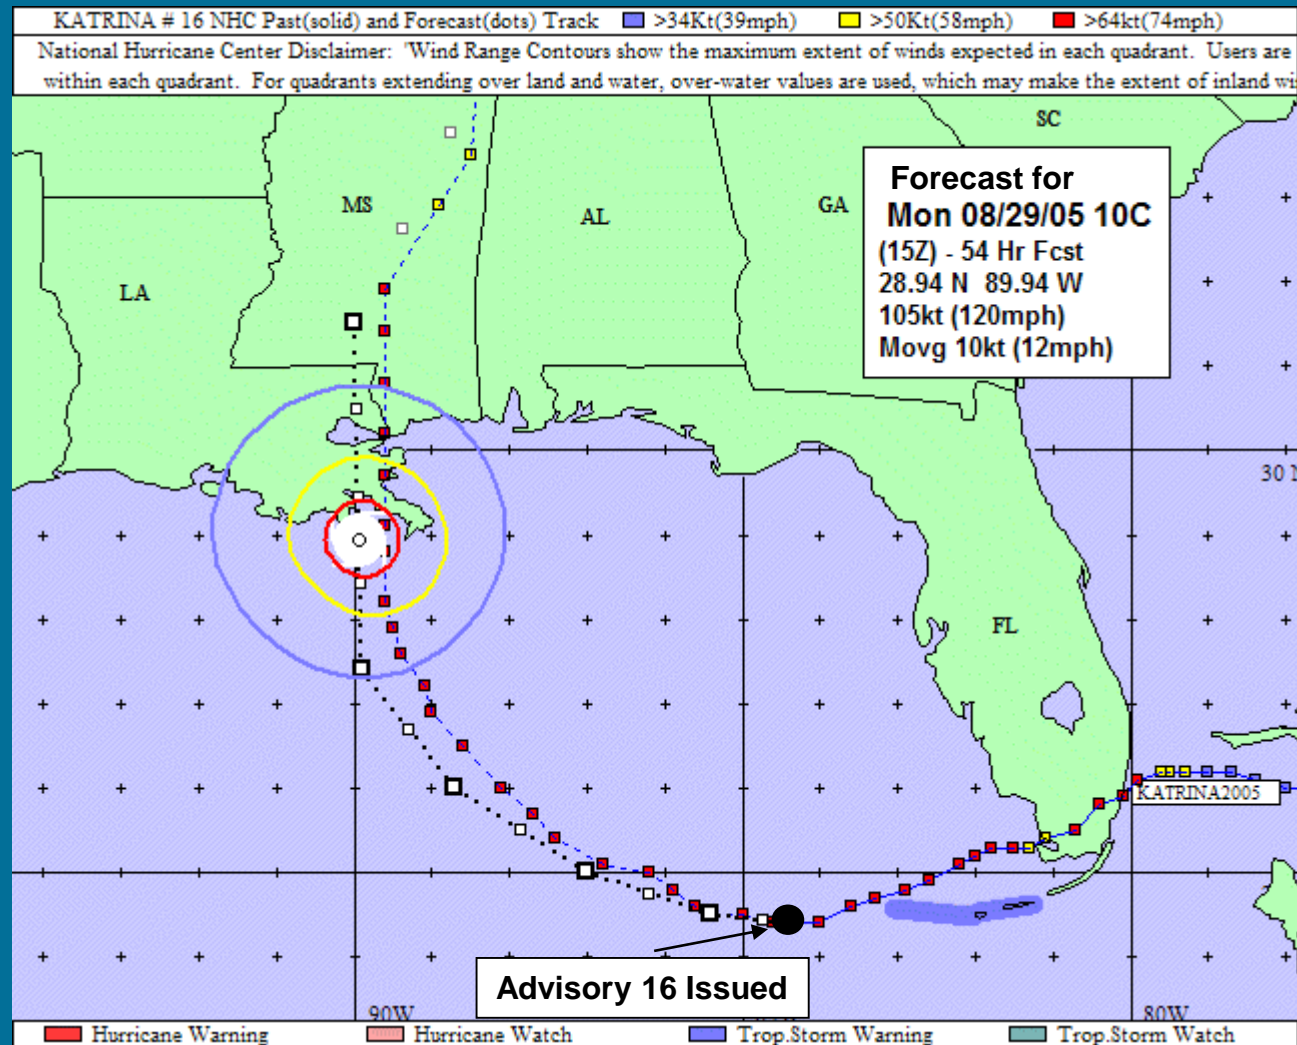 KATRINA # 16 NHC Past(solid) and Forecast(dots) Track >34Kt(39mph) >50Kt(58mph) >64kt(74mph)
National Hurricane Center Disclaimer: 'Wind Range Contours show the maximum extent of winds expected in each quadrant. Users are
within each quadrant. For quadrants extending over land and water, over-water values are used, which may make the extent of inland
SC
Forecast for
Mon 08/29/05 10C
(15Z) - 54 Hr Fcst
28.94 N 89.94 W
105kt (120mph)
Movg 10kt (12mph)
MS
AL
GA
LA
30 N
FL
KATRINA2005
Advisory 16 Issued
90W
80W
Hurricane Warning Hurricane Watch Trop.Storm Warning Trop.Storm Watch